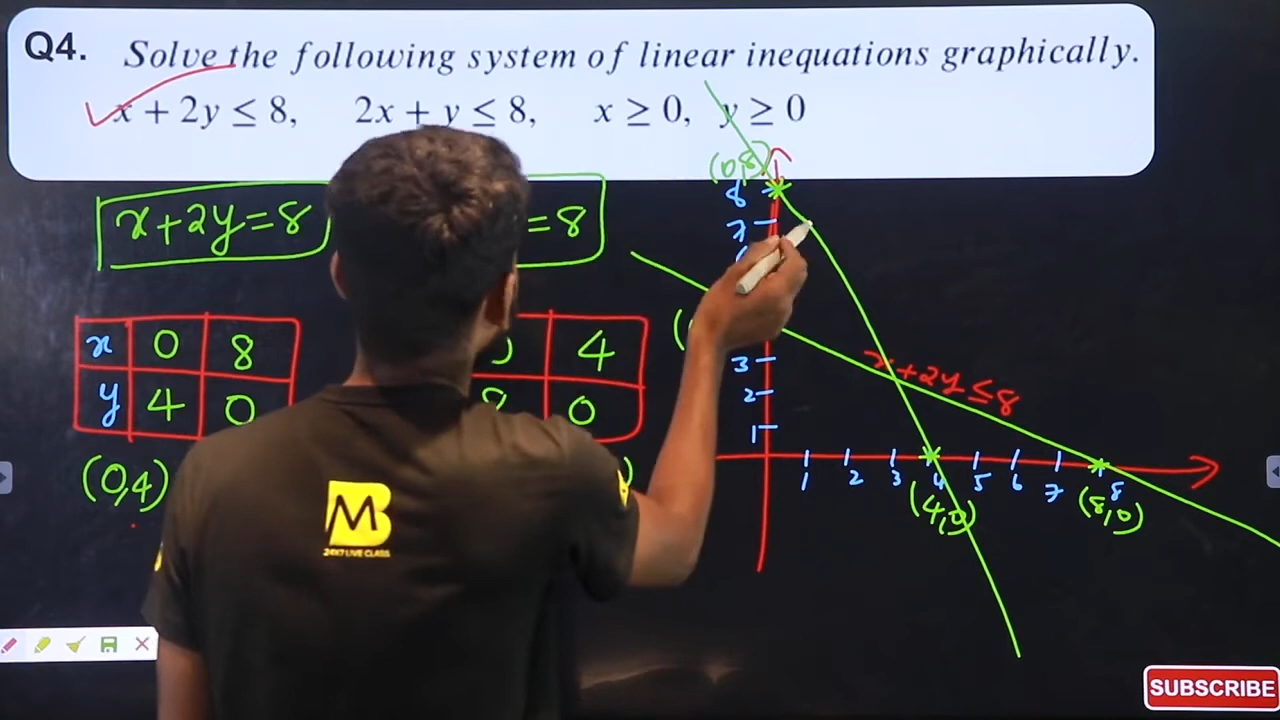 Q4. Solve the following system of linear inequations graphically.
x + 2y ≤ 8, 2x + y ≤ 8, x ≥ 0, y ≥ 0
x+2y=8 =8
x 0 8
y 4 0
4
8 0
(0,4)
(0,8)
8
7
3
2
1
x+2y≤8
1 2 3 4 5 6 7 8
(4,0) (8,0)
MB
24X7 LIVE CLASS
SUBSCRIBE